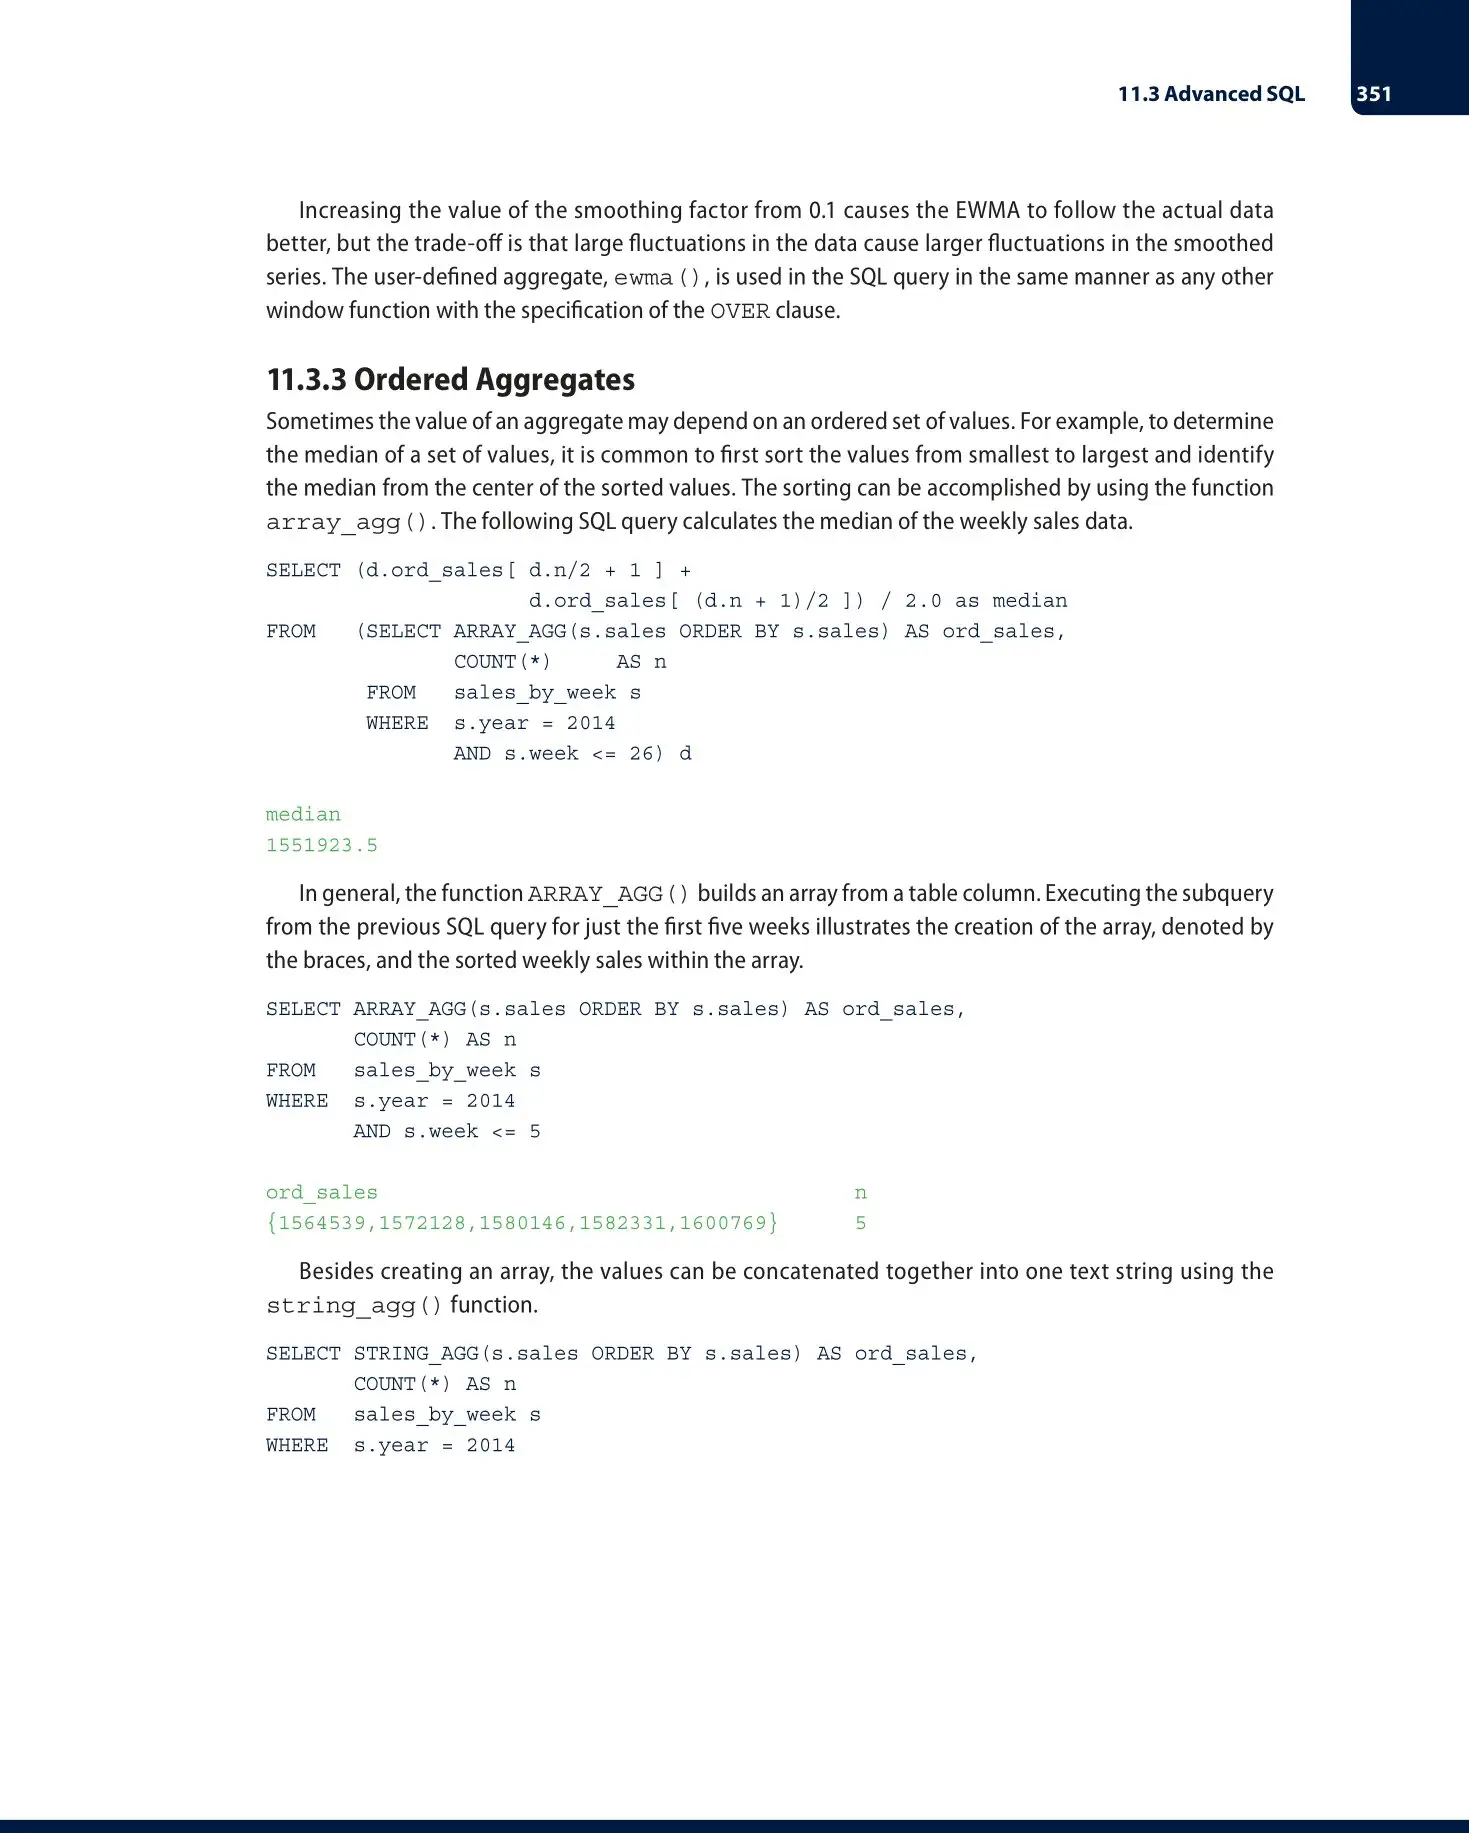 11.3 Advanced SQL 351
Increasing the value of the smoothing factor from 0.1 causes the EWMA to follow the actual data
better, but the trade-off is that large fluctuations in the data cause larger fluctuations in the smoothed
series. The user-defined aggregate, ewma(), is used in the SQL query in the same manner as any other
window function with the specification of the OVER clause.
11.3.3 Ordered Aggregates
Sometimes the value of an aggregate may depend on an ordered set of values. For example, to determine
the median of a set of values, it is common to first sort the values from smallest to largest and identify
the median from the center of the sorted values. The sorting can be accomplished by using the function
array_agg(). The following SQL query calculates the median of the weekly sales data.
SELECT (d.ord_sales[ d.n/2 + 1 ] +
d.ord_sales[ (d.n + 1)/2 ]) / 2.0 as median
FROM (SELECT ARRAY_AGG(s.sales ORDER BY s.sales) AS ord_sales,
COUNT(*) AS n
FROM sales_by_week s
WHERE s.year = 2014
AND s.week <= 26) d
median
1551923.5
In general, the function ARRAY_AGG() builds an array from a table column. Executing the subquery
from the previous SQL query for just the first five weeks illustrates the creation of the array, denoted by
the braces, and the sorted weekly sales within the array.
SELECT ARRAY_AGG(s.sales ORDER BY s.sales) AS ord_sales,
COUNT(*) AS n
FROM sales_by_week s
WHERE s.year = 2014
AND s.week <= 5
ord_sales n
{1564539,1572128,1580146,1582331,1600769} 5
Besides creating an array, the values can be concatenated together into one text string using the
string_agg() function.
SELECT STRING_AGG(s.sales ORDER BY s.sales) AS ord_sales,
COUNT(*) AS n
FROM sales_by_week s
WHERE s.year = 2014